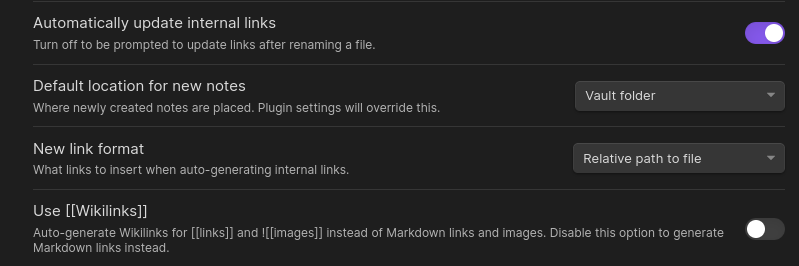 Automatically update internal links
Turn off to be prompted to update links after renaming a file.
Default location for new notes
Where newly created notes are placed. Plugin settings will override this.
Vault folder
New link format
What links to insert when auto-generating internal links.
Relative path to file
Use [[Wikilinks]]
Auto-generate Wikilinks for [[links]] and ![[images]] instead of Markdown links and images. Disable this option to generate
Markdown links instead.